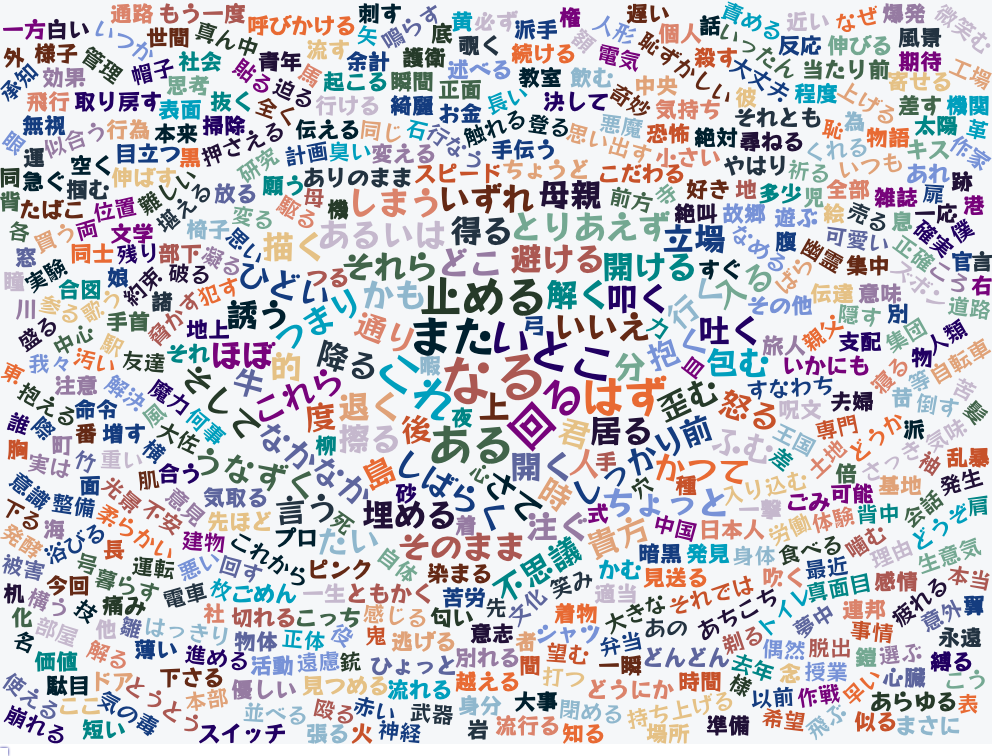 通路 もう一度 呼びかける 刺す 矢 鳴らす 底 黄 必ず 派手 権 人形 遅い 個人 話 責める 近い なぜ 爆発 微笑む
一方 白い いつか 世間 真ん中 流す 余計 護衛 覗く 続ける 顔 電気 恥ずかしい 殺す いったん 反応 伸びる 風景
外 様子 管理 帽子 社会 貼る 青年 馬 起こる 瞬間 述べる 教室 飲む 中央 大丈夫 当たり前 期待 工場
承知 効果 思考 迫る 正面 長い 決して 奇妙 気持ち 彼 程度 上げる 寄せる
飛行 取り戻す 表面 抜く 全く 行ける 綺麗 お金 悪魔 それとも 差す 機関
無視 似合う 行為 本来 掃除 押さえる 伝える 同じ 石 行なう 触れる 登る 思い出す 恐怖 絶対 尋ねる 恥 為 物語 太陽 軍
眼 運 空く 目立つ 黒 研究 計画 臭い 変える 手伝う 小さい やはり 祈る くれる いつも キス 作家
同 急ぐ 掴む 伸ばす 難しい 放る 願う ありのまま スピード ちょうど こだわる 好き 地 多少 児 全部 あれ 扉 跡
背 たばこ 位置 堪える 駆る 母 機 しまう いずれ 母親 前方 赤 絶叫 故郷 遊ぶ 絵 売る 雑誌 息 一応 僕 港
各 買う 両 文学 椅子 変る 思い 描く あるいは 得る とりあえず 立場 なめる 腹 可愛い 正確 確実
窓 同士 残り 部下 凝る ひどい つる それら どこ 避ける 開ける すぐ 入る ばら 幽霊 集中 スポーツ 官 言
瞳 実験 合図 娘 約束 破る 犯す かも 止める 解く 叩く 行く その他 伝達 意味 右
川 参る 歌う 手首 諸 脅かす 誘う つまり 弓 いいえ 力 吐く 隠す 別 道路
盛る 中心 駅 友達 地上 ほぼ 通り また いとこ 抱く 旅人 親父 支配 集団 人類
我々 汚い それ そして 牛 的 降る く 暇 なる 分 皿 包む いかにも 物 自転車
東 注意 解決 魔力 これら れ る はず 歪む すなわち 潰る 等 苦
抱える 命令 医 何事 度 退く 夜 上 怒る 呪文 夫婦 昔 倒す
誰 際 番 増す 大佐 なかなか 柳 擦る 後 ある 君 居る しっかり 前 ふむ 王国 専門 どうか 派 気味
胸 実は 町 竹 横 重い 肌 合う うなずく 島 しばらく 心 さて 開く 人 手 かつて 差 土地 倍 さっき 袖 乱暴
意識 整備 面 光景 不安 意見 気取る 砂 時 穴 種 入り込む ごみ 可能 基地 発生
下る 海 浴びる 柔らかい 先ほど 言う 死 埋める 着 注ぐ 式 ちょっと 一撃 労働 体験 背中 会話 どうぞ 肩
発酵 号 長 建物 これから プロ だい そのまま 不思議 貴方 中国 日本人 噛む 理由 生意気
被害 暮らす 運転 悪い 回す ピンク 自体 染まる 笑み かむ 暗黒 発見 身体 食べる 最近
机 構う 今回 技 痛み 電車 枚 ごめん 一生 ともかく 苦労 先 文化 適当 見送る それでは 吹く トイレ 真面目 感情 疲れる 本当
化 部屋 他 雛 はっきり 社 切れる こっち 感じる 匂い 意志 者 着物 シャツ 大きな あの あちこち 夢中 連邦 意外 翼
名 薄い 物体 正体 役 鬼 逃げる 望む 弁当 剃る 偶然 脱出 事情 永遠
価値 解る 進める 活動 遠慮 銃 ひょっと 別れる 間 一瞬 どんどん 去年 念 授業 鎧 選ぶ 縛る
使える 駄目 ドア とうとう 下さる 優しい 見つめる 流れる 越える 打つ どうにか 時間 様 以前 作戦 早い 心臓 こう
崩れる ここ 気の毒 本部 並べる 殴る 赤い 武器 身分 大事 閉める 持ち上げる 希望 飛ぶ あらゆる 表
短い スイッチ 張る 火 神経 岩 流行る 知る 場所 準備 似る まさに